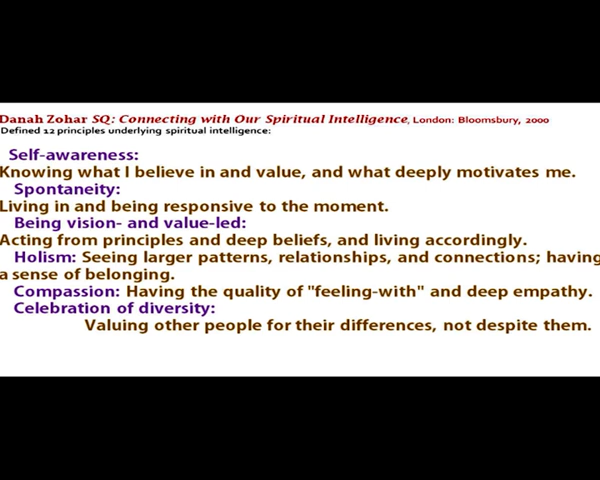 Danah Zohar SQ: Connecting with Our Spiritual Intelligence, London: Bloomsbury, 2000
Defined 12 principles underlying spiritual intelligence:
Self-awareness:
Knowing what I believe in and value, and what deeply motivates me.
Spontaneity:
Living in and being responsive to the moment.
Being vision- and value-led:
Acting from principles and deep beliefs, and living accordingly.
Holism: Seeing larger patterns, relationships, and connections; having
a sense of belonging.
Compassion: Having the quality of "feeling-with" and deep empathy.
Celebration of diversity:
Valuing other people for their differences, not despite them.